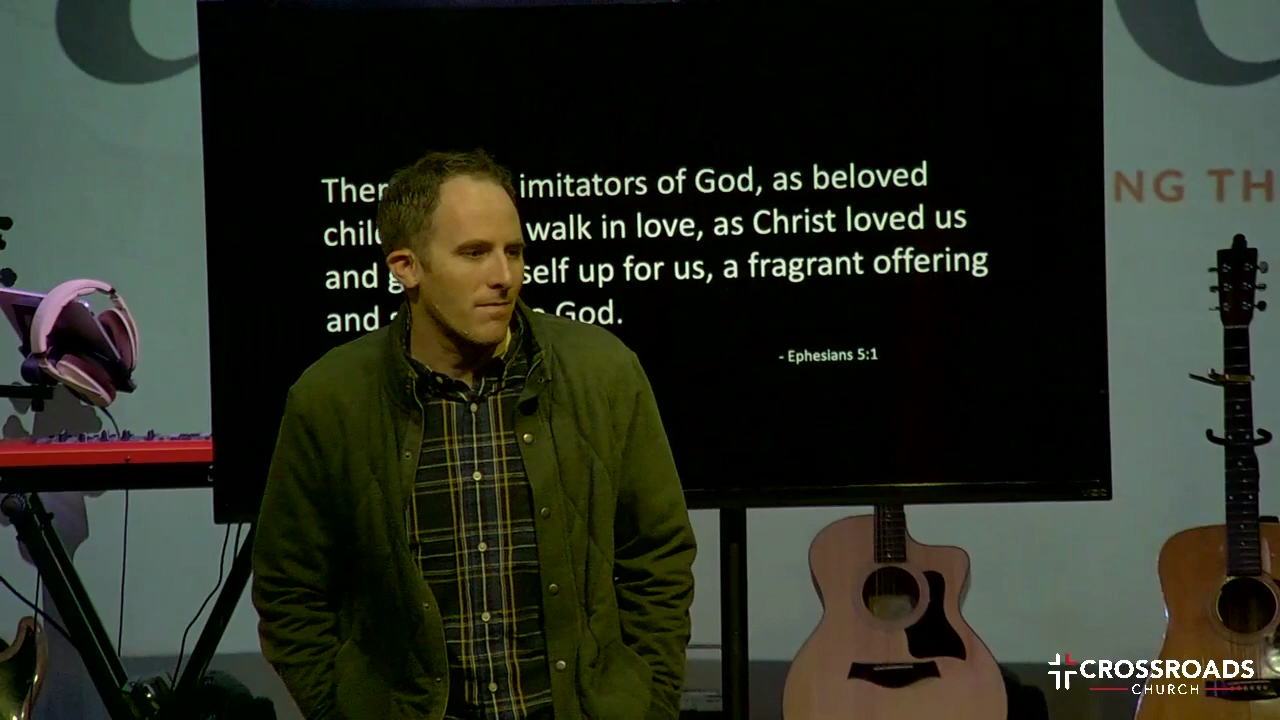 Ther imitators of God, as beloved
chil walk in love, as Christ loved us
and g self up for us, a fragrant offering
and God.
- Ephesians 5:1
NG TH
CROSSROADS
CHURCH